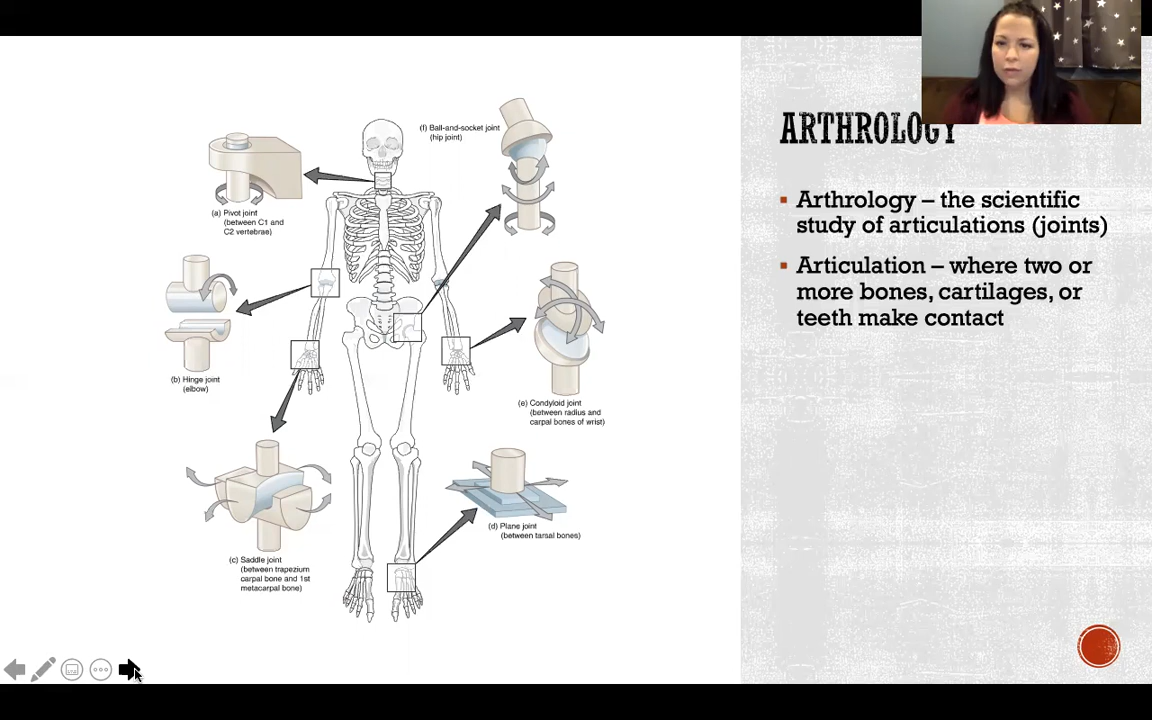 (f) Ball-and-socket joint
(hip joint)
(a) Pivot joint
(between C1 and
C2 vertebrae)
(b) Hinge joint
(elbow)
(e) Condyloid joint
(between radius and
carpal bones of wrist)
(d) Plane joint
(between tarsal bones)
(c) Saddle joint
(between trapezium
carpal bone and 1st
metacarpal bone)
ARTHROLOGY
▪ Arthrology – the scientific
study of articulations (joints)
▪ Articulation – where two or
more bones, cartilages, or
teeth make contact